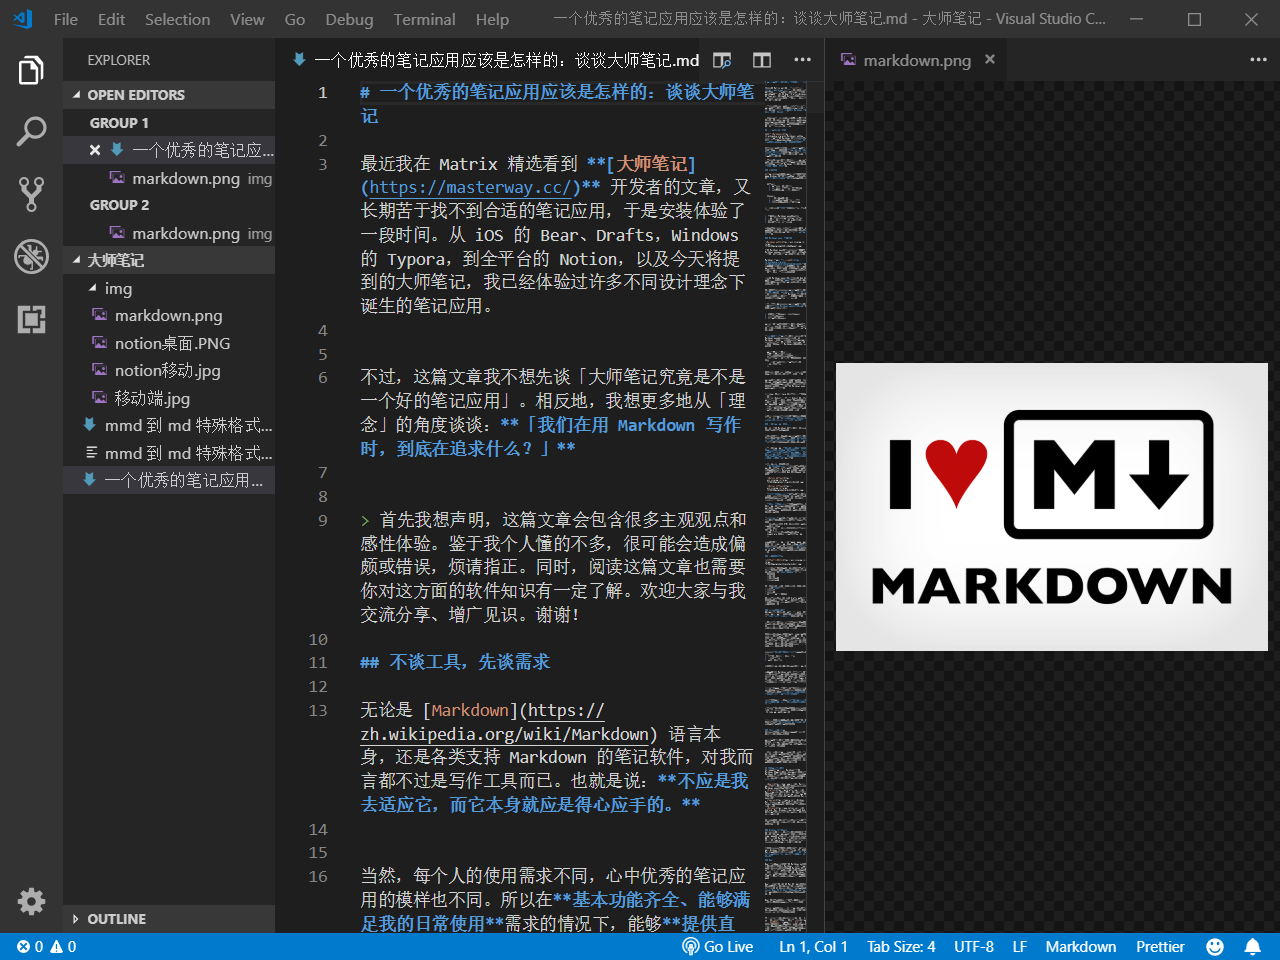 File Edit Selection View Go Debug Terminal Help 一个优秀的笔记应用应该是怎样的：谈谈大师笔记.md - 大师笔记 - Visual Studio C...
EXPLORER
OPEN EDITORS
GROUP 1
一个优秀的笔记应...
markdown.png img
GROUP 2
markdown.png img
大师笔记
img
markdown.png
notion桌面.PNG
notion移动.jpg
移动端.jpg
mmd 到 md 特殊格式...
mmd 到 md 特殊格式...
一个优秀的笔记应用...
OUTLINE
一个优秀的笔记应用应该是怎样的：谈谈大师笔记.md
1 # 一个优秀的笔记应用应该是怎样的：谈谈大师笔
记
2
3 最近我在 Matrix 精选看到 **[大师笔记]
(https://masterway.cc/)** 开发者的文章，又
长期苦于找不到合适的笔记应用，于是安装体验了
一段时间。从 iOS 的 Bear、Drafts，Windows
的 Typora，到全平台的 Notion，以及今天将提
到的大师笔记，我已经体验过许多不同设计理念下
诞生的笔记应用。
4
5
6 不过，这篇文章我不想先谈「大师笔记究竟是不是
一个好的笔记应用」。相反地，我想更多地从「理
念」的角度谈谈：**「我们在用 Markdown 写作
时，到底在追求什么？」**
7
8
9 > 首先我想声明，这篇文章会包含很多主观观点和
感性体验。鉴于我个人懂的不多，很可能会造成偏
颇或错误，烦请指正。同时，阅读这篇文章也需要
你对这方面的软件知识有一定了解。欢迎大家与我
交流分享、增广见识。谢谢！
10
11 ## 不谈工具，先谈需求
12
13 无论是 [Markdown](https://
zh.wikipedia.org/wiki/Markdown) 语言本
身，还是各类支持 Markdown 的笔记软件，对我而
言都不过是写作工具而已。也就是说：**不应是我
去适应它，而它本身就应是得心应手的。**
14
15
16 当然，每个人的使用需求不同，心中优秀的笔记应
用的模样也不同。所以在**基本功能齐全、能够满
足我的日常使用**需求的情况下，能够**提供直
markdown.png
I ♥ M↓
MARKDOWN
0 0 Go Live Ln 1, Col 1 Tab Size: 4 UTF-8 LF Markdown Prettier